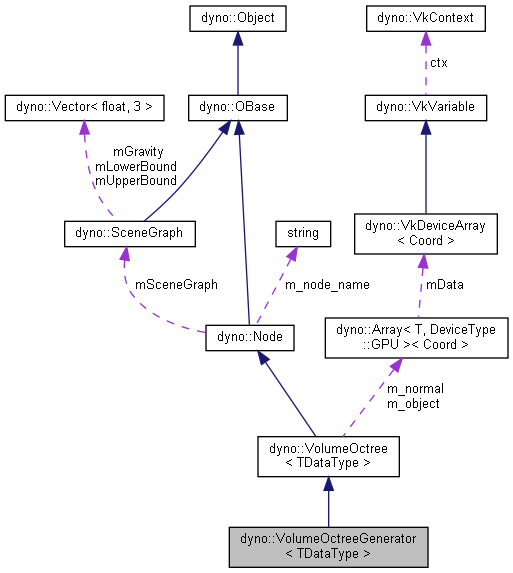 dyno::Object
dyno::VkContext
ctx
dyno::Vector< float, 3 >
dyno::OBase
dyno::VkVariable
mGravity
mLowerBound
mUpperBound
dyno::SceneGraph
string
dyno::VkDeviceArray
< Coord >
mSceneGraph
m_node_name
mData
dyno::Node
dyno::Array< T, DeviceType
::GPU >< Coord >
m_normal
m_object
dyno::VolumeOctree
< TDataType >
dyno::VolumeOctreeGenerator
< TDataType >